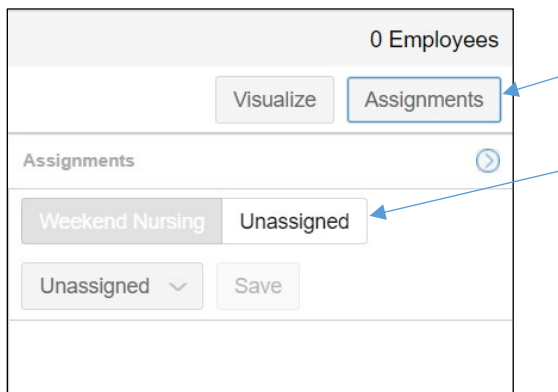 0 Employees
Visualize Assignments
Assignments
Weekend Nursing Unassigned
Unassigned Save